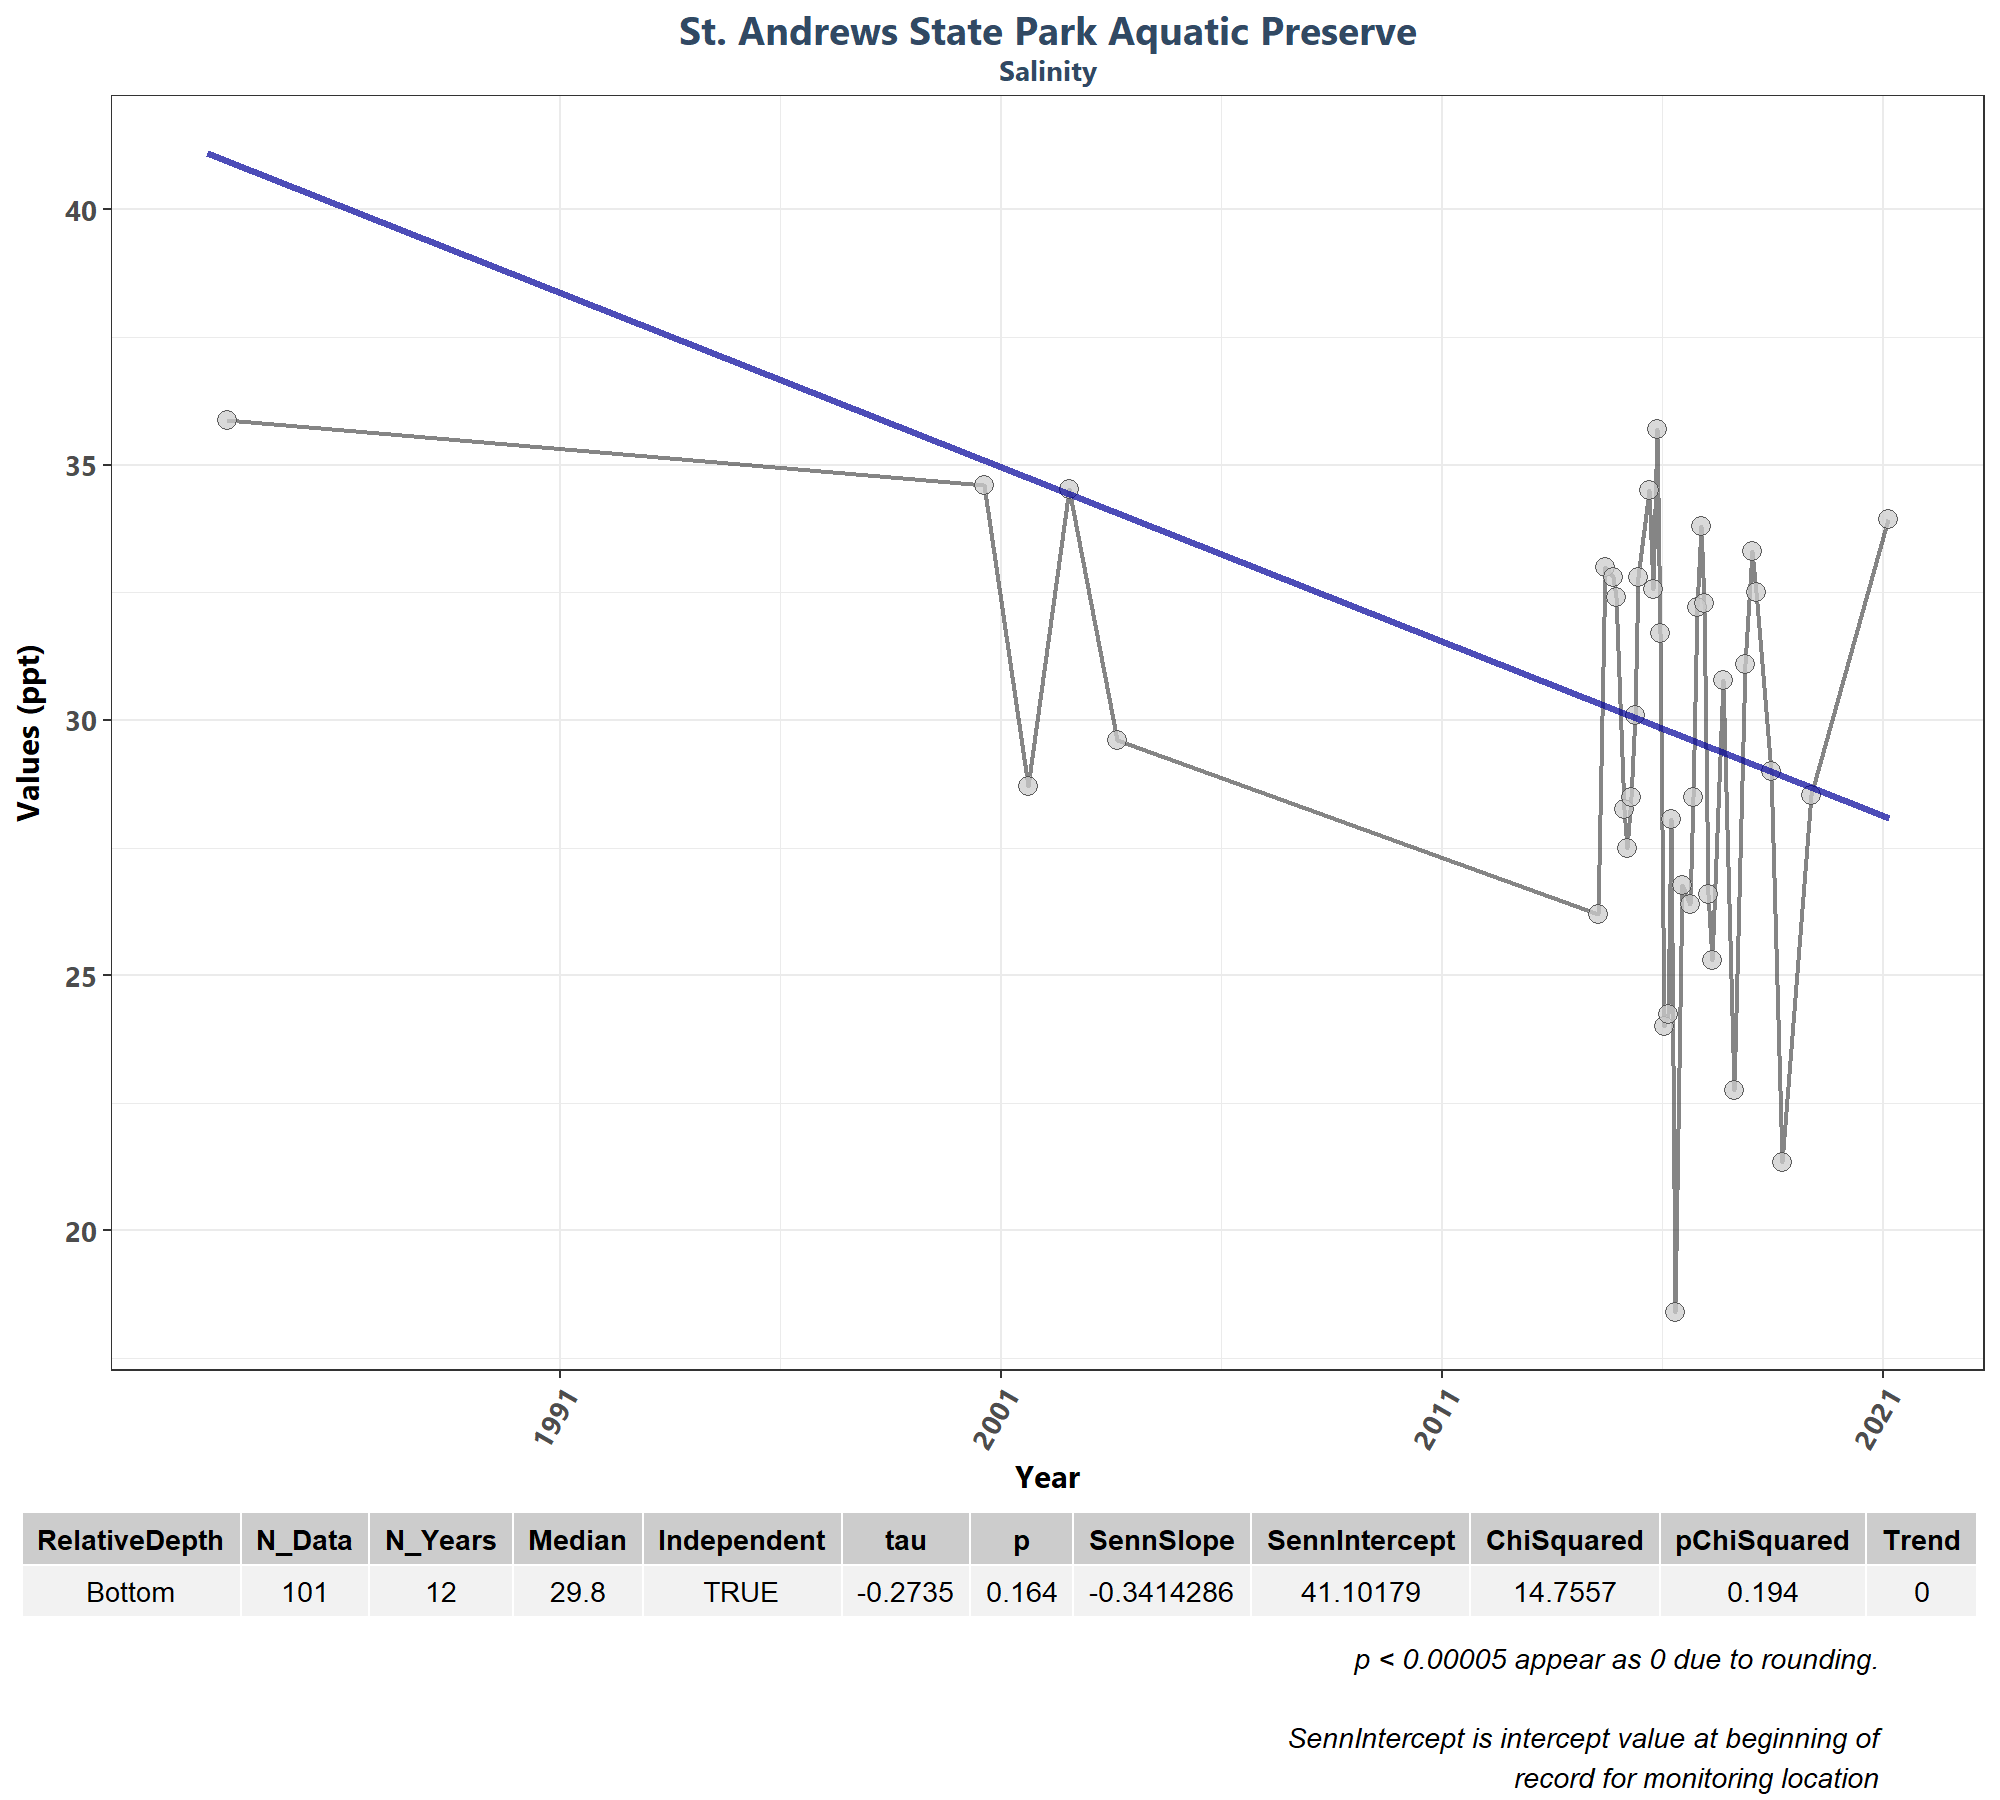 St. Andrews State Park Aquatic Preserve
Salinity
Values (ppt)
40
35
30
25
20
1991
2001
2011
2021
Year
RelativeDepth N_Data N_Years Median Independent tau p SennSlope SennIntercept ChiSquared pChiSquared Trend
Bottom 101 12 29.8 TRUE -0.2735 0.164 -0.3414286 41.10179 14.7557 0.194 0
p < 0.00005 appear as 0 due to rounding.
SennIntercept is intercept value at beginning of
record for monitoring location